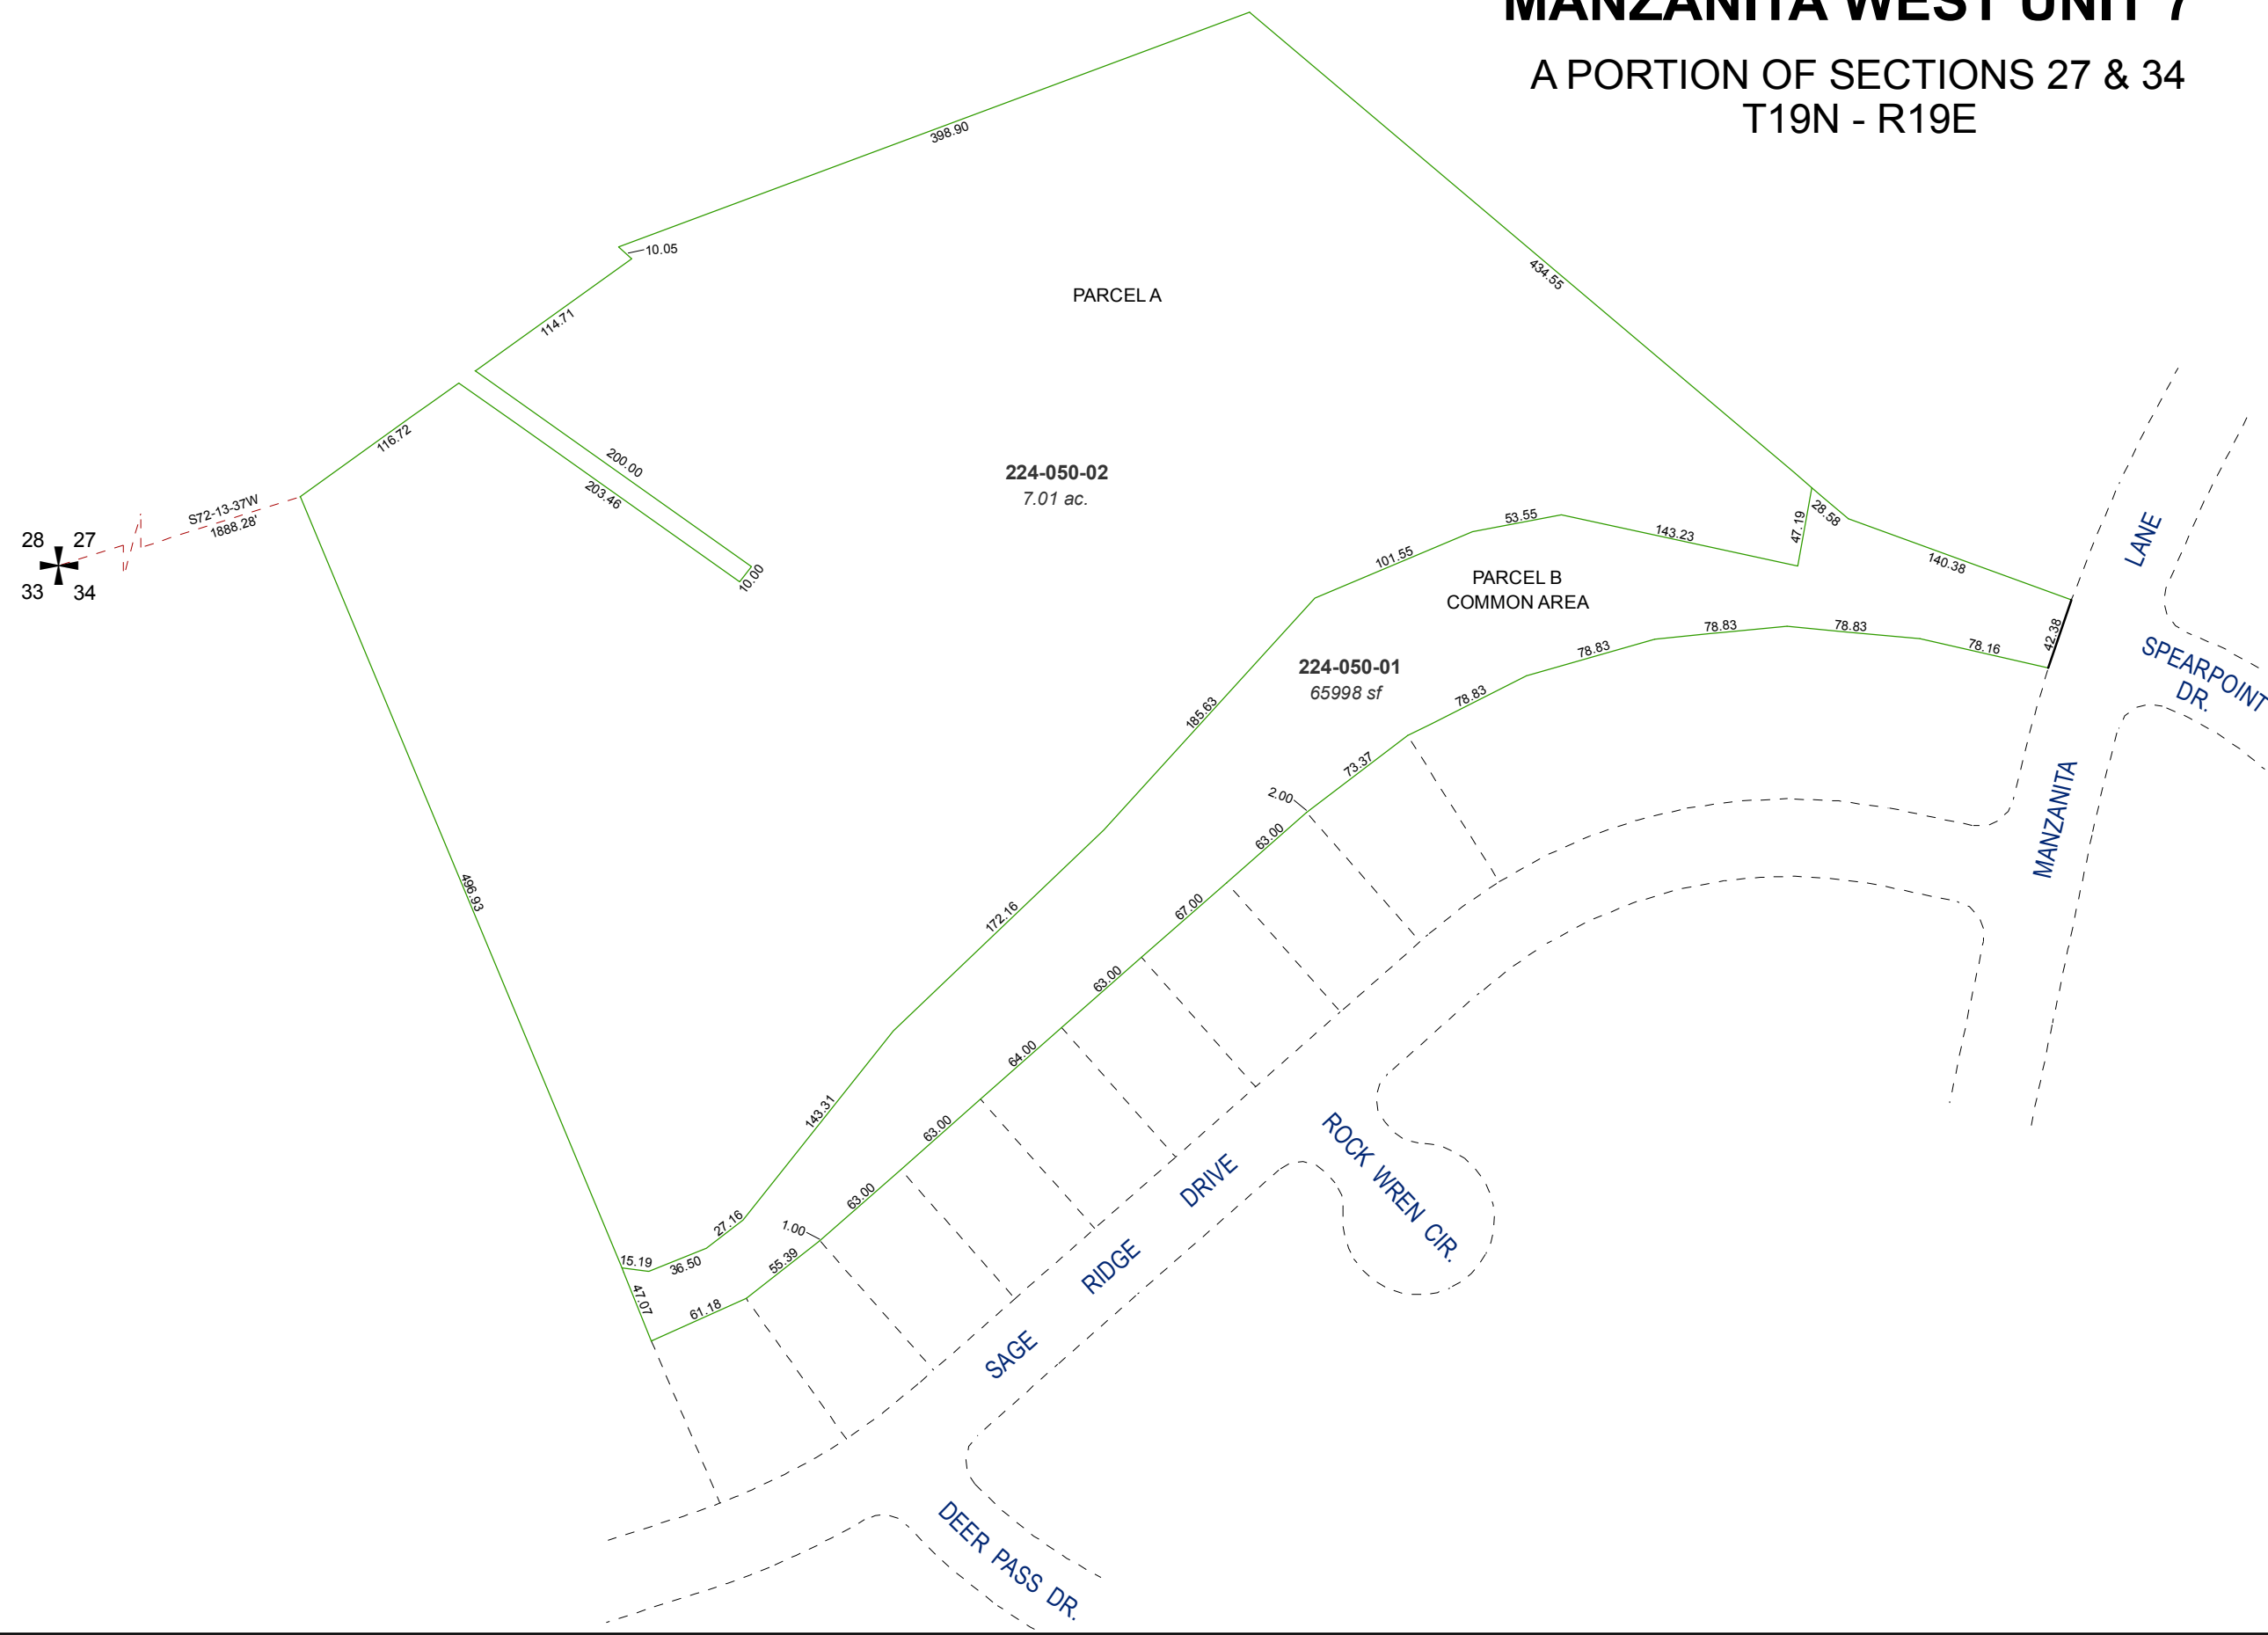 MANZANITA WEST UNIT 7
A PORTION OF SECTIONS 27 & 34
T19N - R19E
398.90
10.05
434.55
PARCEL A
114.71
116.72
200.00
203.46
10.00
224-050-02
7.01 ac.
S72-13-37W
1888.28'
28 27
33 34
53.55
101.55
143.23
47.19
28.58
140.38
42.38
PARCEL B
COMMON AREA
224-050-01
65998 sf
78.83
78.83
78.83
78.83
78.16
LANE
SPEARPOINT
DR.
MANZANITA
185.63
73.37
2.00
63.00
67.00
172.16
63.00
64.00
496.93
143.31
63.00
63.00
27.16
1.00
15.19
36.50
55.39
47.07
61.18
SAGE RIDGE DRIVE
ROCK WREN CIR.
DEER PASS DR.